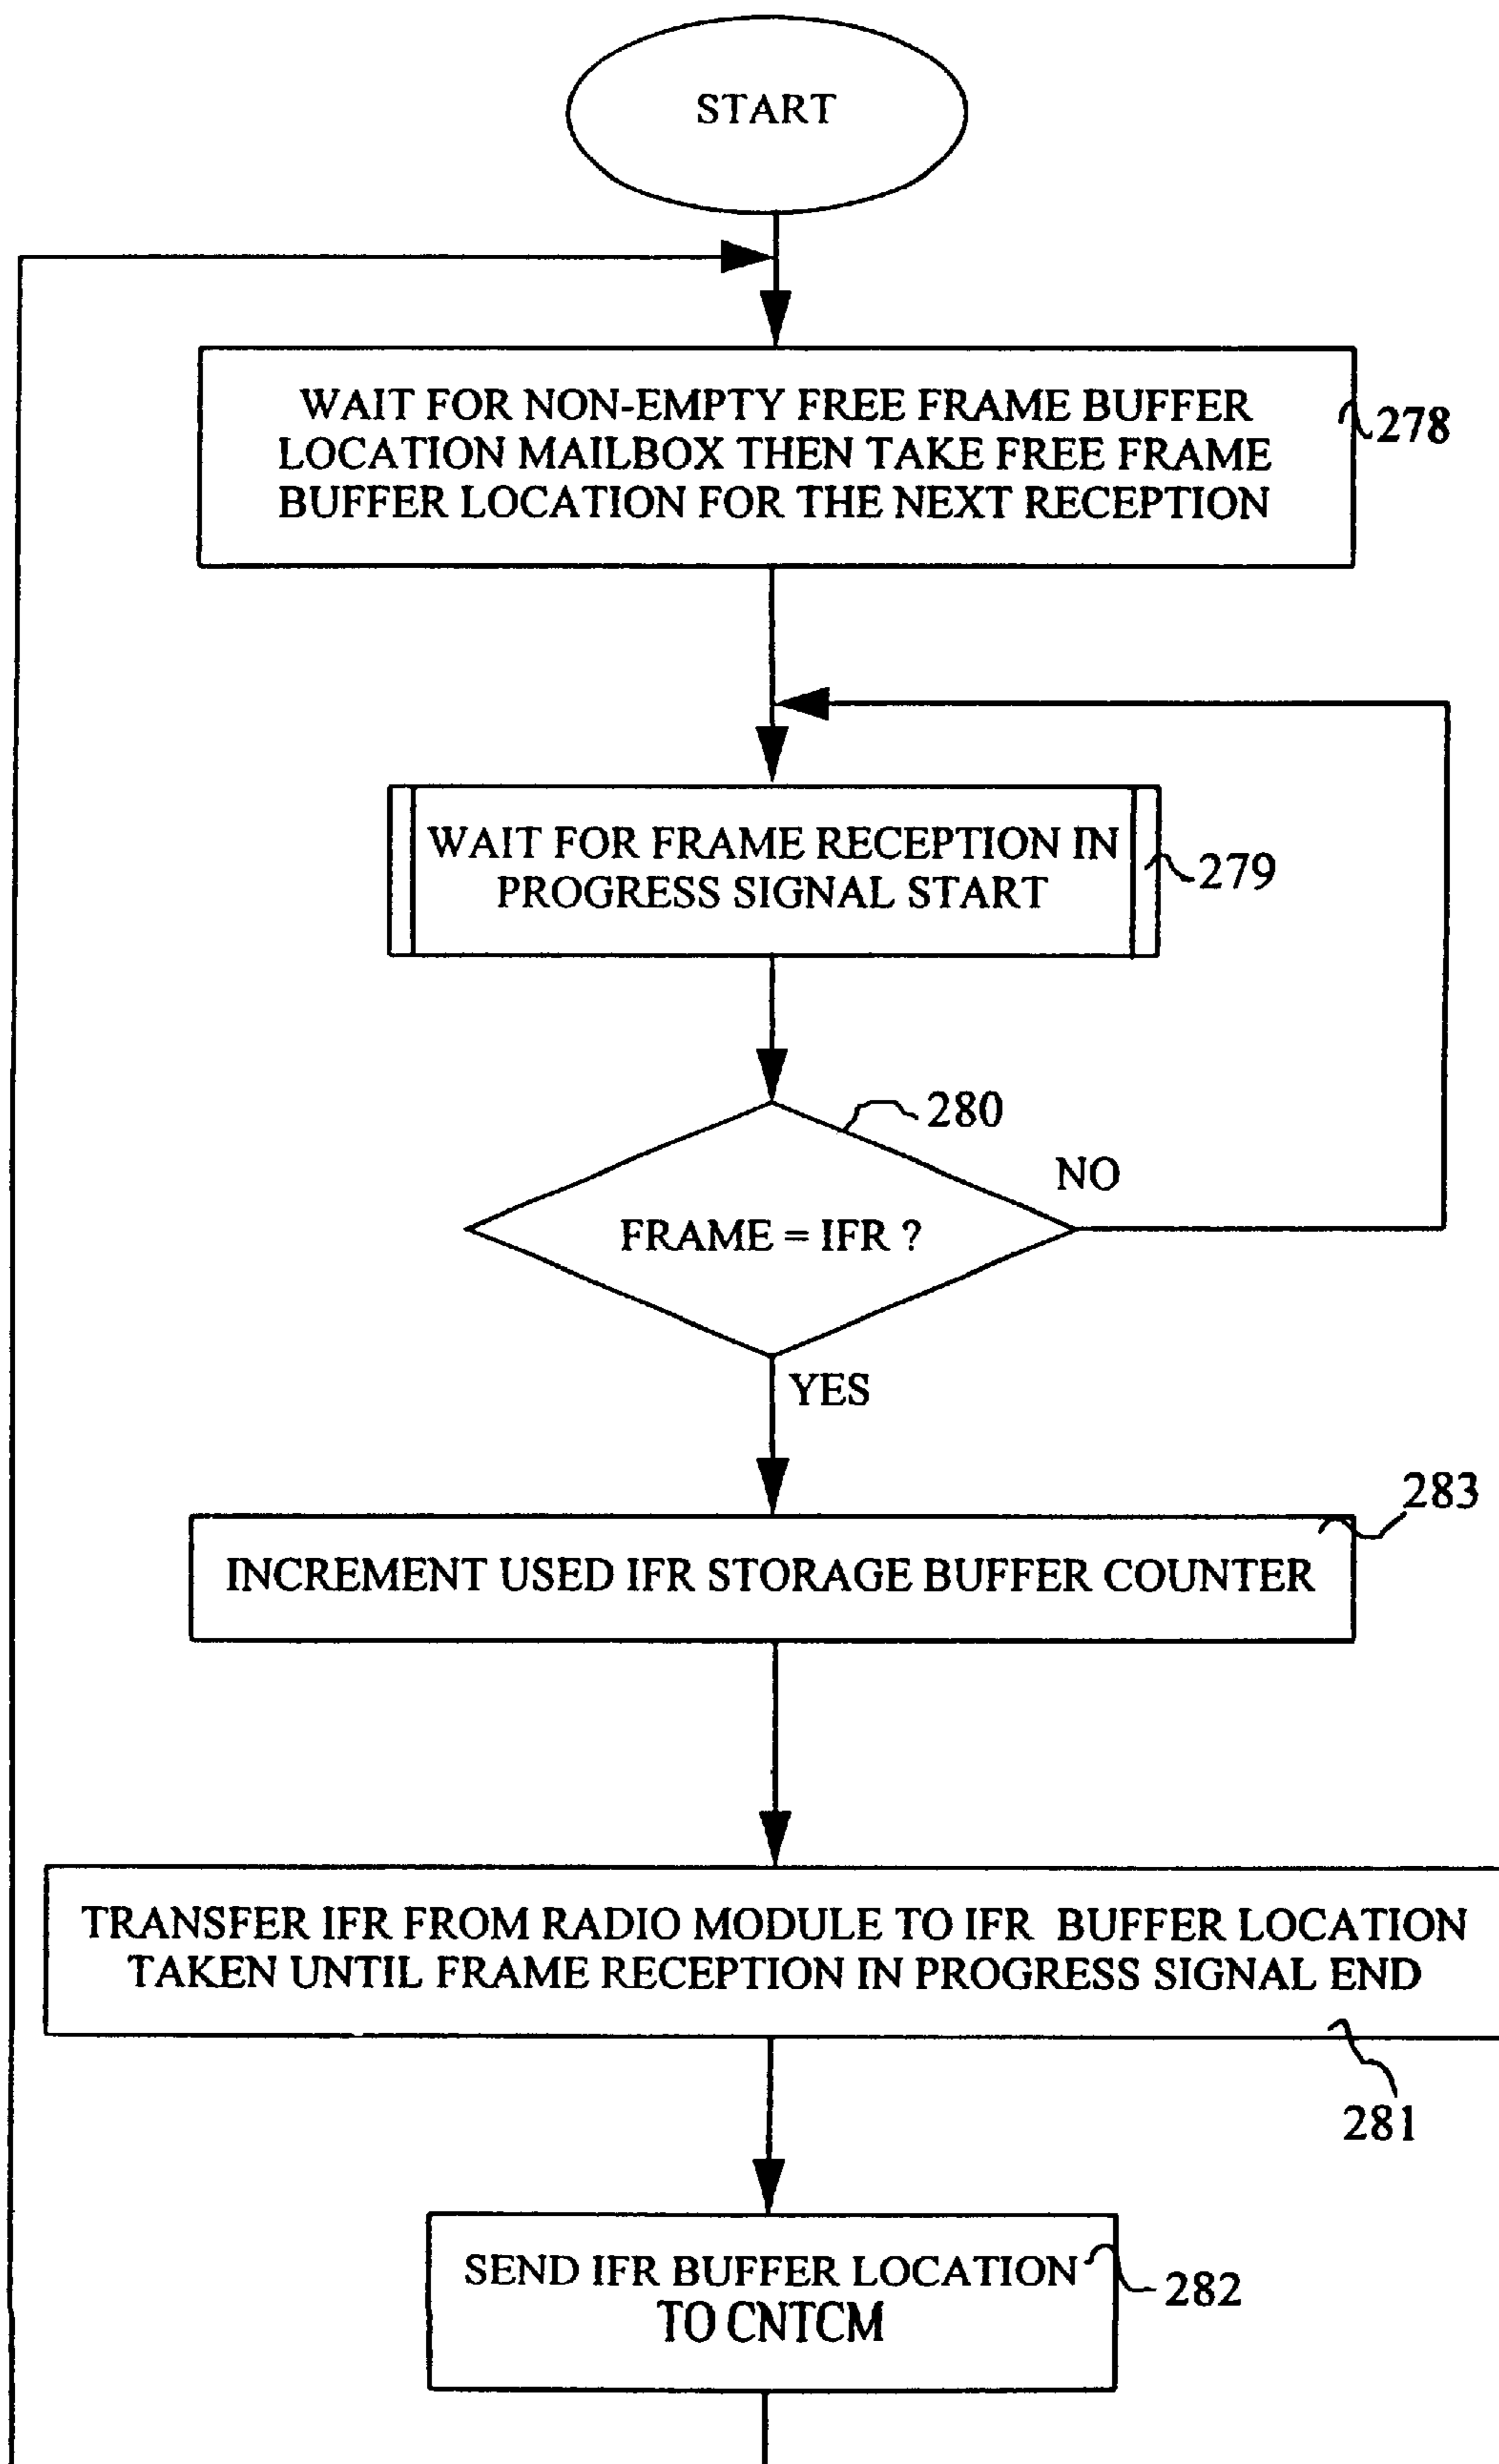 START
WAIT FOR NON-EMPTY FREE FRAME BUFFER
LOCATION MAILBOX THEN TAKE FREE FRAME
BUFFER LOCATION FOR THE NEXT RECEPTION
278
WAIT FOR FRAME RECEPTION IN
PROGRESS SIGNAL START
279
280
NO
FRAME = IFR ?
YES
283
INCREMENT USED IFR STORAGE BUFFER COUNTER
TRANSFER IFR FROM RADIO MODULE TO IFR BUFFER LOCATION
TAKEN UNTIL FRAME RECEPTION IN PROGRESS SIGNAL END
281
SEND IFR BUFFER LOCATION
TO CNTCM
282